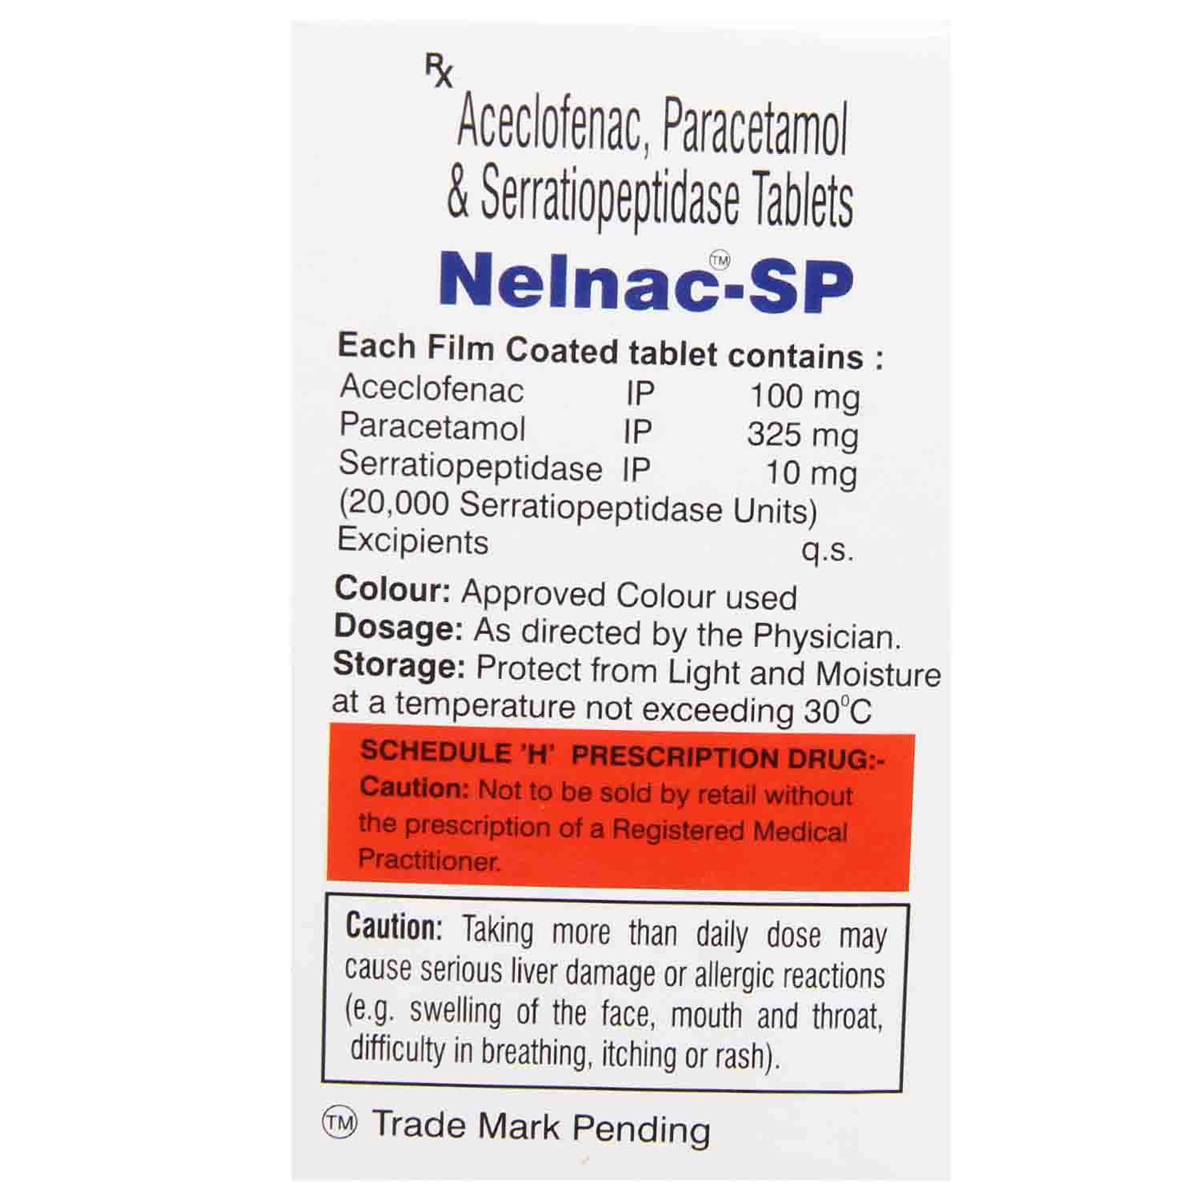 Rx
Aceclofenac, Paracetamol
& Serratiopeptidase Tablets
Nelnac™-SP
Each Film Coated tablet contains :
Aceclofenac IP 100 mg
Paracetamol IP 325 mg
Serratiopeptidase IP 10 mg
(20,000 Serratiopeptidase Units)
Excipients q.s.
Colour: Approved Colour used
Dosage: As directed by the Physician.
Storage: Protect from Light and Moisture
at a temperature not exceeding 30⁰C
SCHEDULE 'H' PRESCRIPTION DRUG:-
Caution: Not to be sold by retail without
the prescription of a Registered Medical
Practitioner.
Caution: Taking more than daily dose may
cause serious liver damage or allergic reactions
(e.g. swelling of the face, mouth and throat,
difficulty in breathing, itching or rash).
TM Trade Mark Pending